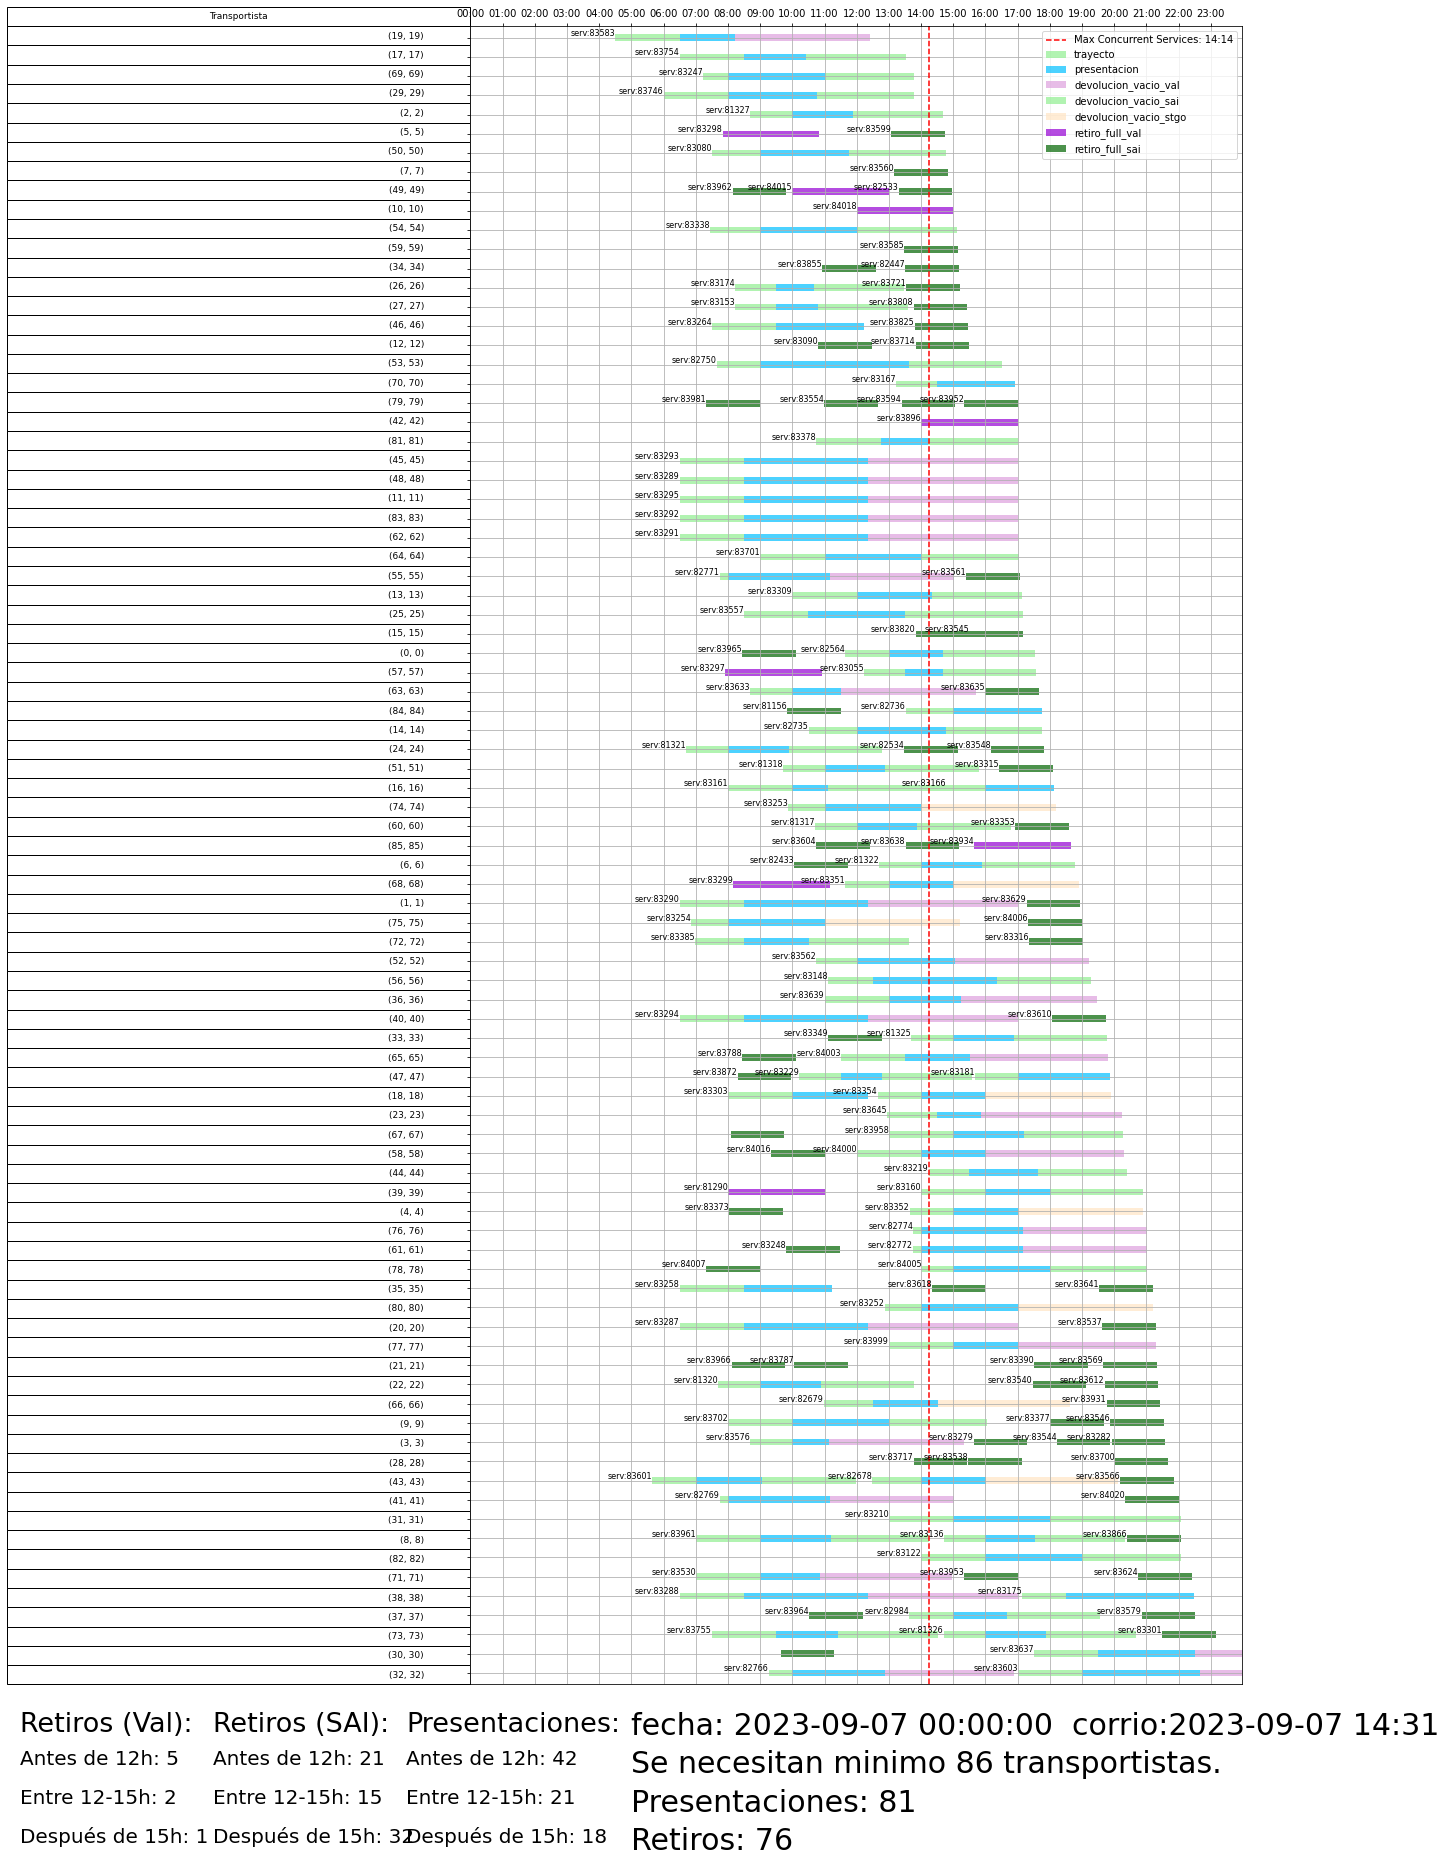 Transportista
00:00 01:00 02:00 03:00 04:00 05:00 06:00 07:00 08:00 09:00 10:00 11:00 12:00 13:00 14:00 15:00 16:00 17:00 18:00 19:00 20:00 21:00 22:00 23:00
Max Concurrent Services: 14:14
trayecto
presentacion
devolucion_vacio_val
devolucion_vacio_sai
devolucion_vacio_stgo
retiro_full_val
retiro_full_sai
(19, 19) serv:83583
(17, 17) serv:83754
(69, 69) serv:83247
(29, 29) serv:83746
(2, 2) serv:81327
(5, 5) serv:83298 serv:83599
(50, 50) serv:83080
(7, 7) serv:83560
(49, 49) serv:83962 serv:84015 serv:82533
(10, 10) serv:84018
(54, 54) serv:83338
(59, 59) serv:83585
(34, 34) serv:83855 serv:82447
(26, 26) serv:83174 serv:83721
(27, 27) serv:83153 serv:83808
(46, 46) serv:83264 serv:83825
(12, 12) serv:83090 serv:83714
(53, 53) serv:82750
(70, 70) serv:83167
(79, 79) serv:83981 serv:83554 serv:83594 serv:83952
(42, 42) serv:83896
(81, 81) serv:83378
(45, 45) serv:83293
(48, 48) serv:83289
(11, 11) serv:83295
(83, 83) serv:83292
(62, 62) serv:83291
(64, 64) serv:83701
(55, 55) serv:82771 serv:83561
(13, 13) serv:83309
(25, 25) serv:83557
(15, 15) serv:83820 serv:83545
(0, 0) serv:83965 serv:82564
(57, 57) serv:83297 serv:83055
(63, 63) serv:83633 serv:83635
(84, 84) serv:81156 serv:82736
(14, 14) serv:82735
(24, 24) serv:81321 serv:82534 serv:83548
(51, 51) serv:81318 serv:83315
(16, 16) serv:83161 serv:83166
(74, 74) serv:83253
(60, 60) serv:81317 serv:83353
(85, 85) serv:83604 serv:83638 serv:83934
(6, 6) serv:82433 serv:81322
(68, 68) serv:83299 serv:83351
(1, 1) serv:83290 serv:83629
(75, 75) serv:83254 serv:84006
(72, 72) serv:83385 serv:83316
(52, 52) serv:83562
(56, 56) serv:83148
(36, 36) serv:83639
(40, 40) serv:83294 serv:83610
(33, 33) serv:83349 serv:81325
(65, 65) serv:83788 serv:84003
(47, 47) serv:83872 serv:83229 serv:83181
(18, 18) serv:83303 serv:83354
(23, 23) serv:83645
(67, 67) serv:83958
(58, 58) serv:84016 serv:84000
(44, 44) serv:83219
(39, 39) serv:81290 serv:83160
(4, 4) serv:83373 serv:83352
(76, 76) serv:82774
(61, 61) serv:83248 serv:82772
(78, 78) serv:84007 serv:84005
(35, 35) serv:83258 serv:83618 serv:83641
(80, 80) serv:83252
(20, 20) serv:83287 serv:83537
(77, 77) serv:83999
(21, 21) serv:83966 serv:83787 serv:83390 serv:83569
(22, 22) serv:81320 serv:83540 serv:83612
(66, 66) serv:82679 serv:83931
(9, 9) serv:83702 serv:83377 serv:83546
(3, 3) serv:83576 serv:83279 serv:83544 serv:83282
(28, 28) serv:83717 serv:83538 serv:83700
(43, 43) serv:83601 serv:82678 serv:83566
(41, 41) serv:82769 serv:84020
(31, 31) serv:83210
(8, 8) serv:83961 serv:83136 serv:83866
(82, 82) serv:83122
(71, 71) serv:83530 serv:83953 serv:83624
(38, 38) serv:83288 serv:83175
(37, 37) serv:83964 serv:82984 serv:83579
(73, 73) serv:83755 serv:81326 serv:83301
(30, 30) serv:83637
(32, 32) serv:82766 serv:83603
Retiros (Val): Retiros (SAI): Presentaciones: fecha: 2023-09-07 00:00:00 corrio:2023-09-07 14:31
Antes de 12h: 5 Antes de 12h: 21 Antes de 12h: 42 Se necesitan minimo 86 transportistas.
Entre 12-15h: 2 Entre 12-15h: 15 Entre 12-15h: 21 Presentaciones: 81
Después de 15h: 1 Después de 15h: 32 Después de 15h: 18 Retiros: 76